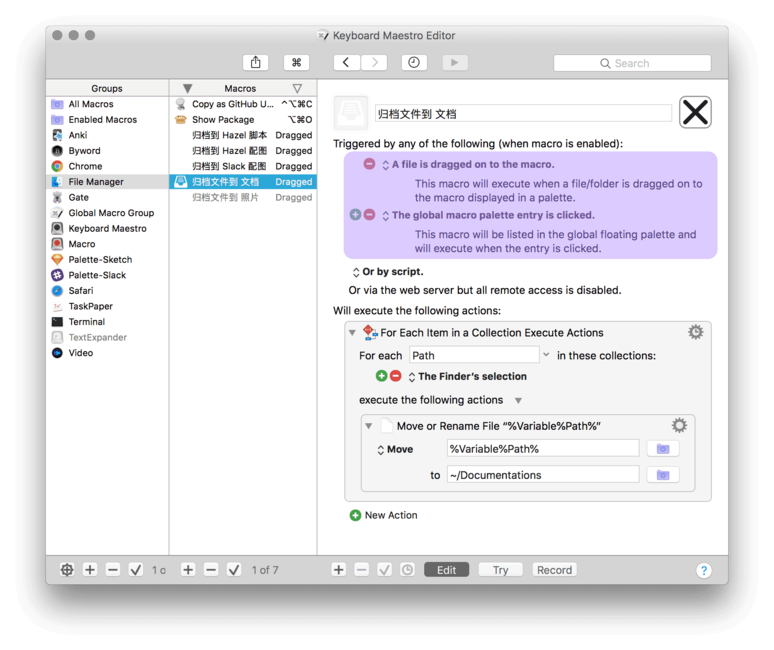 Keyboard Maestro Editor
Search
Groups
All Macros
Enabled Macros
Anki
Byword
Chrome
File Manager
Gate
Global Macro Group
Keyboard Maestro
Macro
Palette-Sketch
Palette-Slack
Safari
TaskPaper
Terminal
TextExpander
Video
Macros
Copy as GitHub U... ^⌥⌘C
Show Package ⌥⌘O
归档到 Hazel 脚本 Dragged
归档到 Hazel 配图 Dragged
归档到 Slack 配图 Dragged
归档文件到 文档 Dragged
归档文件到 照片 Dragged
归档文件到 文档
Triggered by any of the following (when macro is enabled):
A file is dragged on to the macro.
This macro will execute when a file/folder is dragged on to
the macro displayed in a palette.
The global macro palette entry is clicked.
This macro will be listed in the global floating palette and
will execute when the entry is clicked.
Or by script.
Or via the web server but all remote access is disabled.
Will execute the following actions:
For Each Item in a Collection Execute Actions
For each Path in these collections:
The Finder's selection
execute the following actions
Move or Rename File “%Variable%Path%”
Move %Variable%Path%
to ~/Documentations
New Action
1 o
1 of 7
Edit Try Record ?